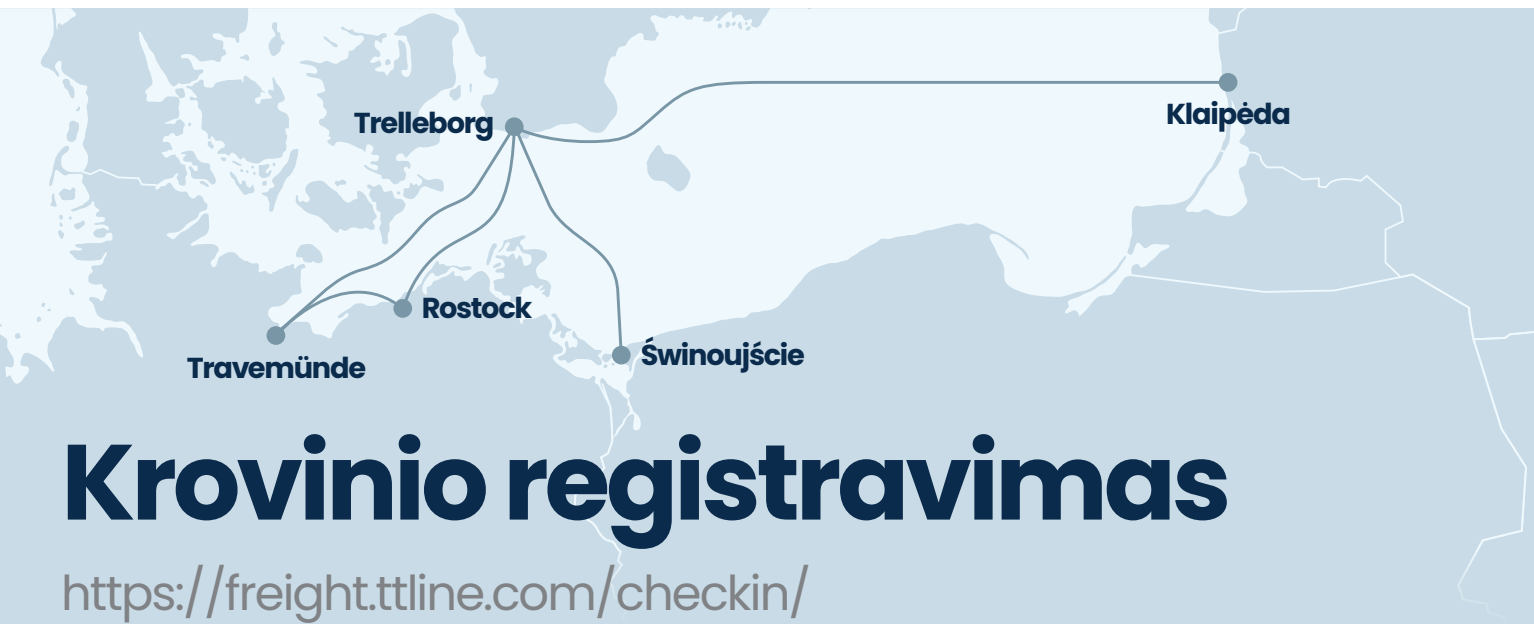 Klaipėda
Trelleborg
Rostock
Świnoujście
Travemünde
Krovinio registravimas
https://freight.ttline.com/checkin/